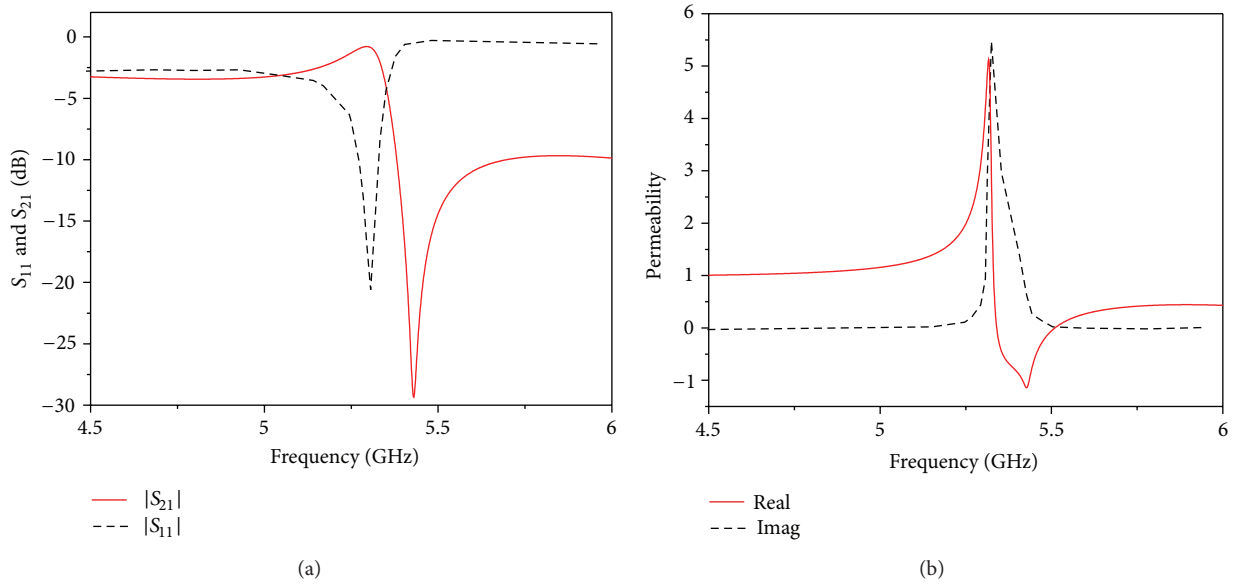 0
−5
−10
−15
−20
−25
−30
S11 and S21 (dB)
4.5 5 5.5 6
Frequency (GHz)
|S21|
|S11|
(a)
6
5
4
3
2
1
0
−1
Permeability
4.5 5 5.5 6
Frequency (GHz)
Real
Imag
(b)